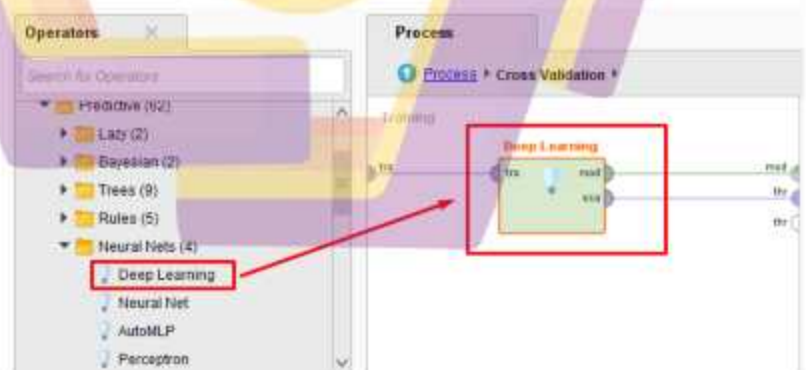 Operators
Search for Operators
Predictive (62)
Lazy (2)
Bayesian (2)
Trees (9)
Rules (5)
Neural Nets (4)
Deep Learning
Neural Net
AutoMLP
Perceptron
Process
Process Cross Validation
Training
Deep Learning
tra
tra
mod
exa
mod
thr
thr